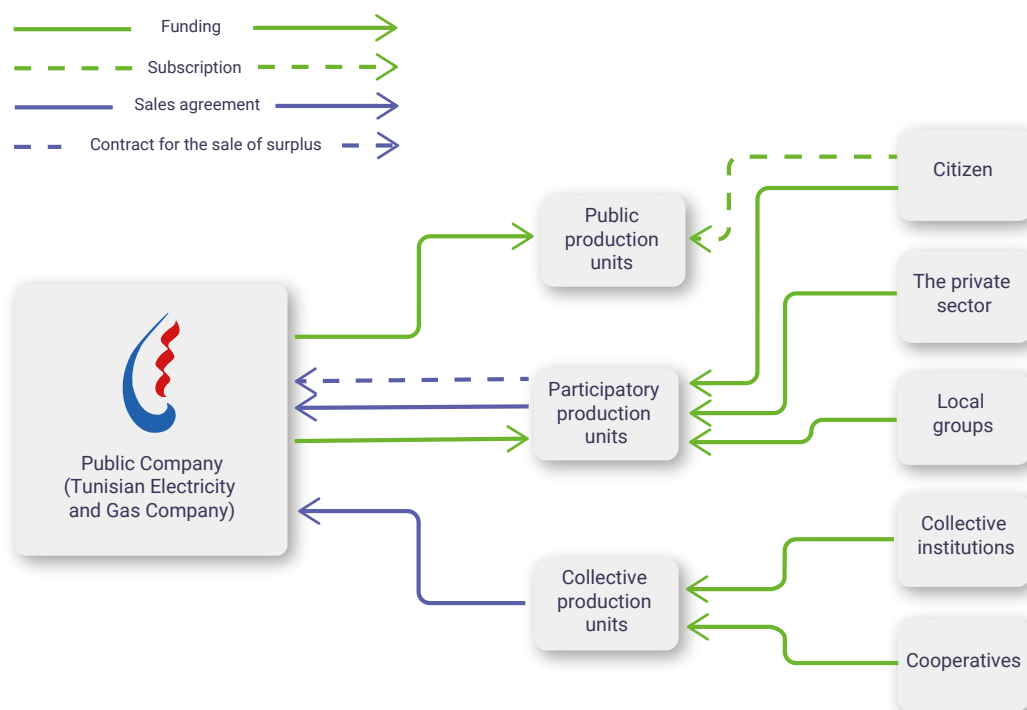 Funding
Subscription
Sales agreement
Contract for the sale of surplus
Citizen
Public
production
units
The private
sector
Participatory
production
units
Local
groups
Public Company
(Tunisian Electricity
and Gas Company)
Collective
institutions
Collective
production
units
Cooperatives